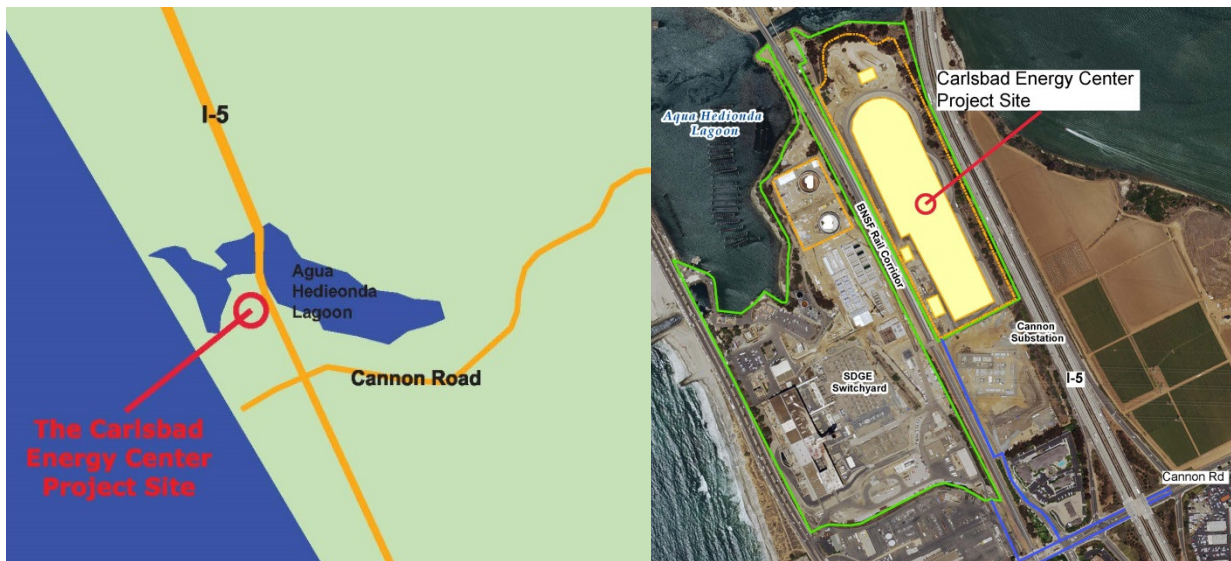 I-5
Agua
Hedieonda
Lagoon
Cannon Road
The Carlsbad
Energy Center
Project Site
Carlsbad Energy Center
Project Site
Aqua Hedionda
Lagoon
BNSF Rail Corridor
Cannon
Substation
SDGE
Switchyard
I-5
Cannon Rd